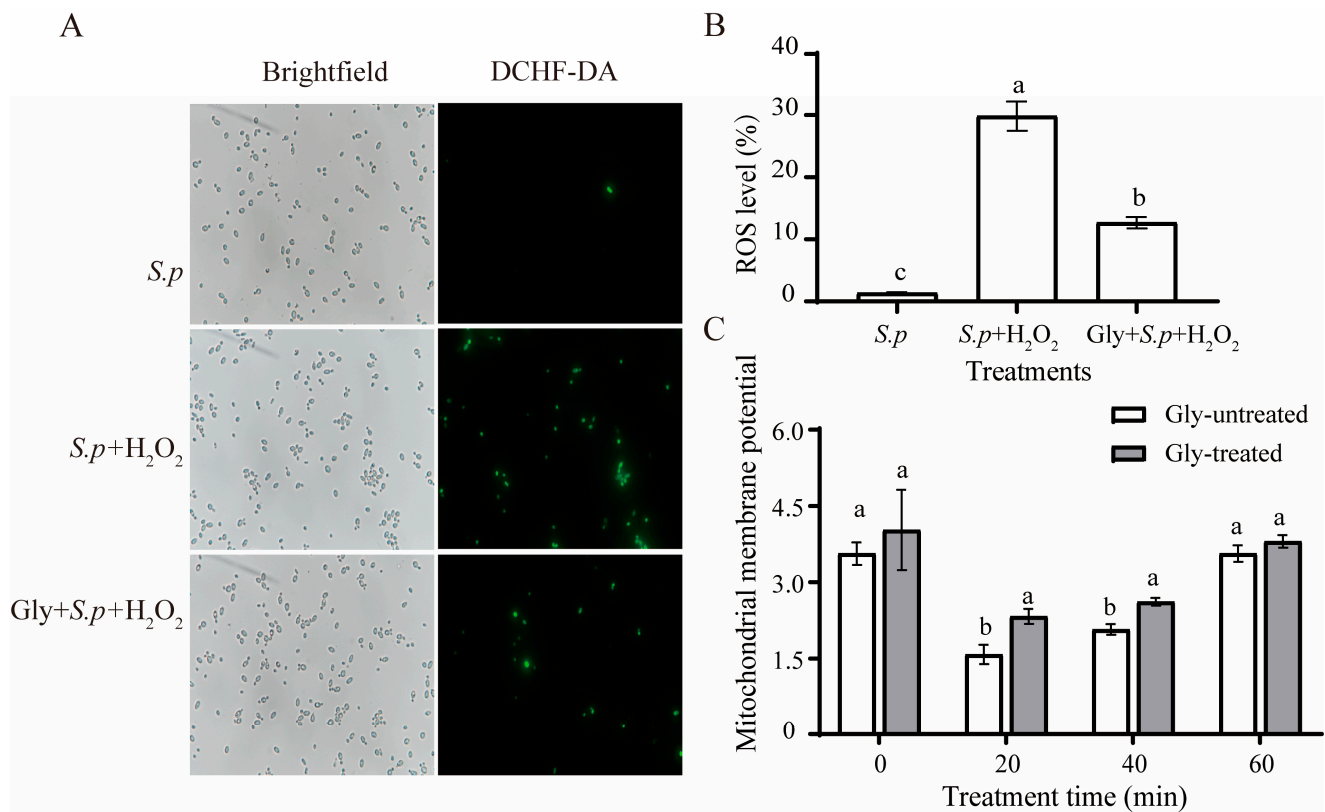 A
Brightfield
DCHF-DA
S.p
S.p+H₂O₂
Gly+S.p+H₂O₂
B
ROS level (%)
40
30
20
10
0
c
a
b
S.p
S.p+H₂O₂
Gly+S.p+H₂O₂
Treatments
C
Mitochondrial membrane potential
6.0
4.5
3.0
1.5
0
Gly-untreated
Gly-treated
a
a
b
a
b
a
a
a
0
20
40
60
Treatment time (min)